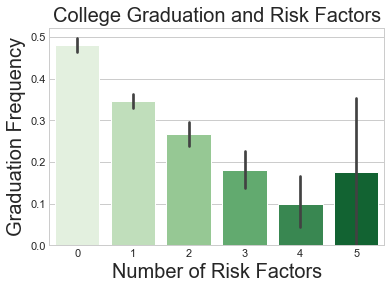 College Graduation and Risk Factors
Graduation Frequency
0.5
0.4
0.3
0.2
0.1
0.0
0 1 2 3 4 5
Number of Risk Factors